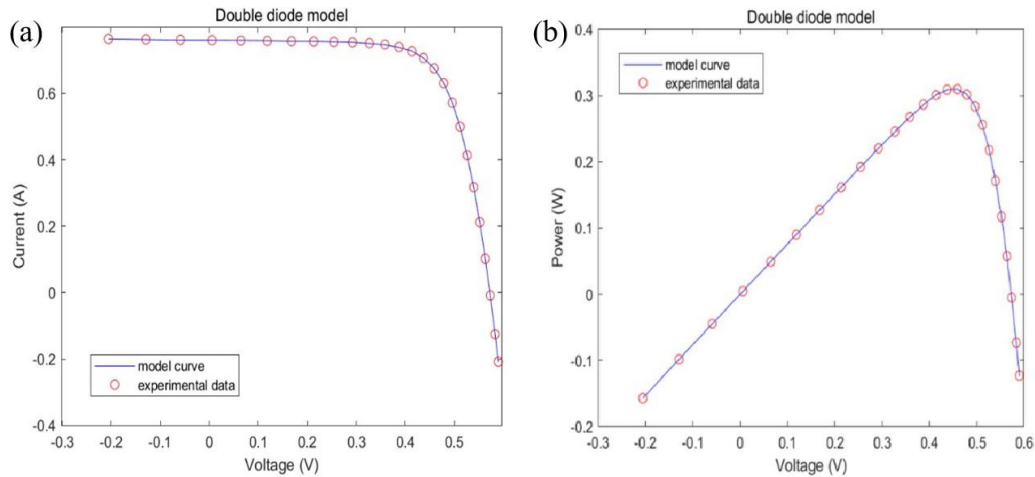 (a)
Double diode model
Current (A)
0.6
0.4
0.2
0
-0.2
-0.4
-0.3
-0.2
-0.1
0
0.1
0.2
0.3
0.4
0.5
Voltage (V)
model curve
experimental data
(b)
Double diode model
Power (W)
0.4
0.3
0.2
0.1
0
-0.1
-0.2
-0.3
-0.2
-0.1
0
0.1
0.2
0.3
0.4
0.5
0.6
Voltage (V)
model curve
experimental data